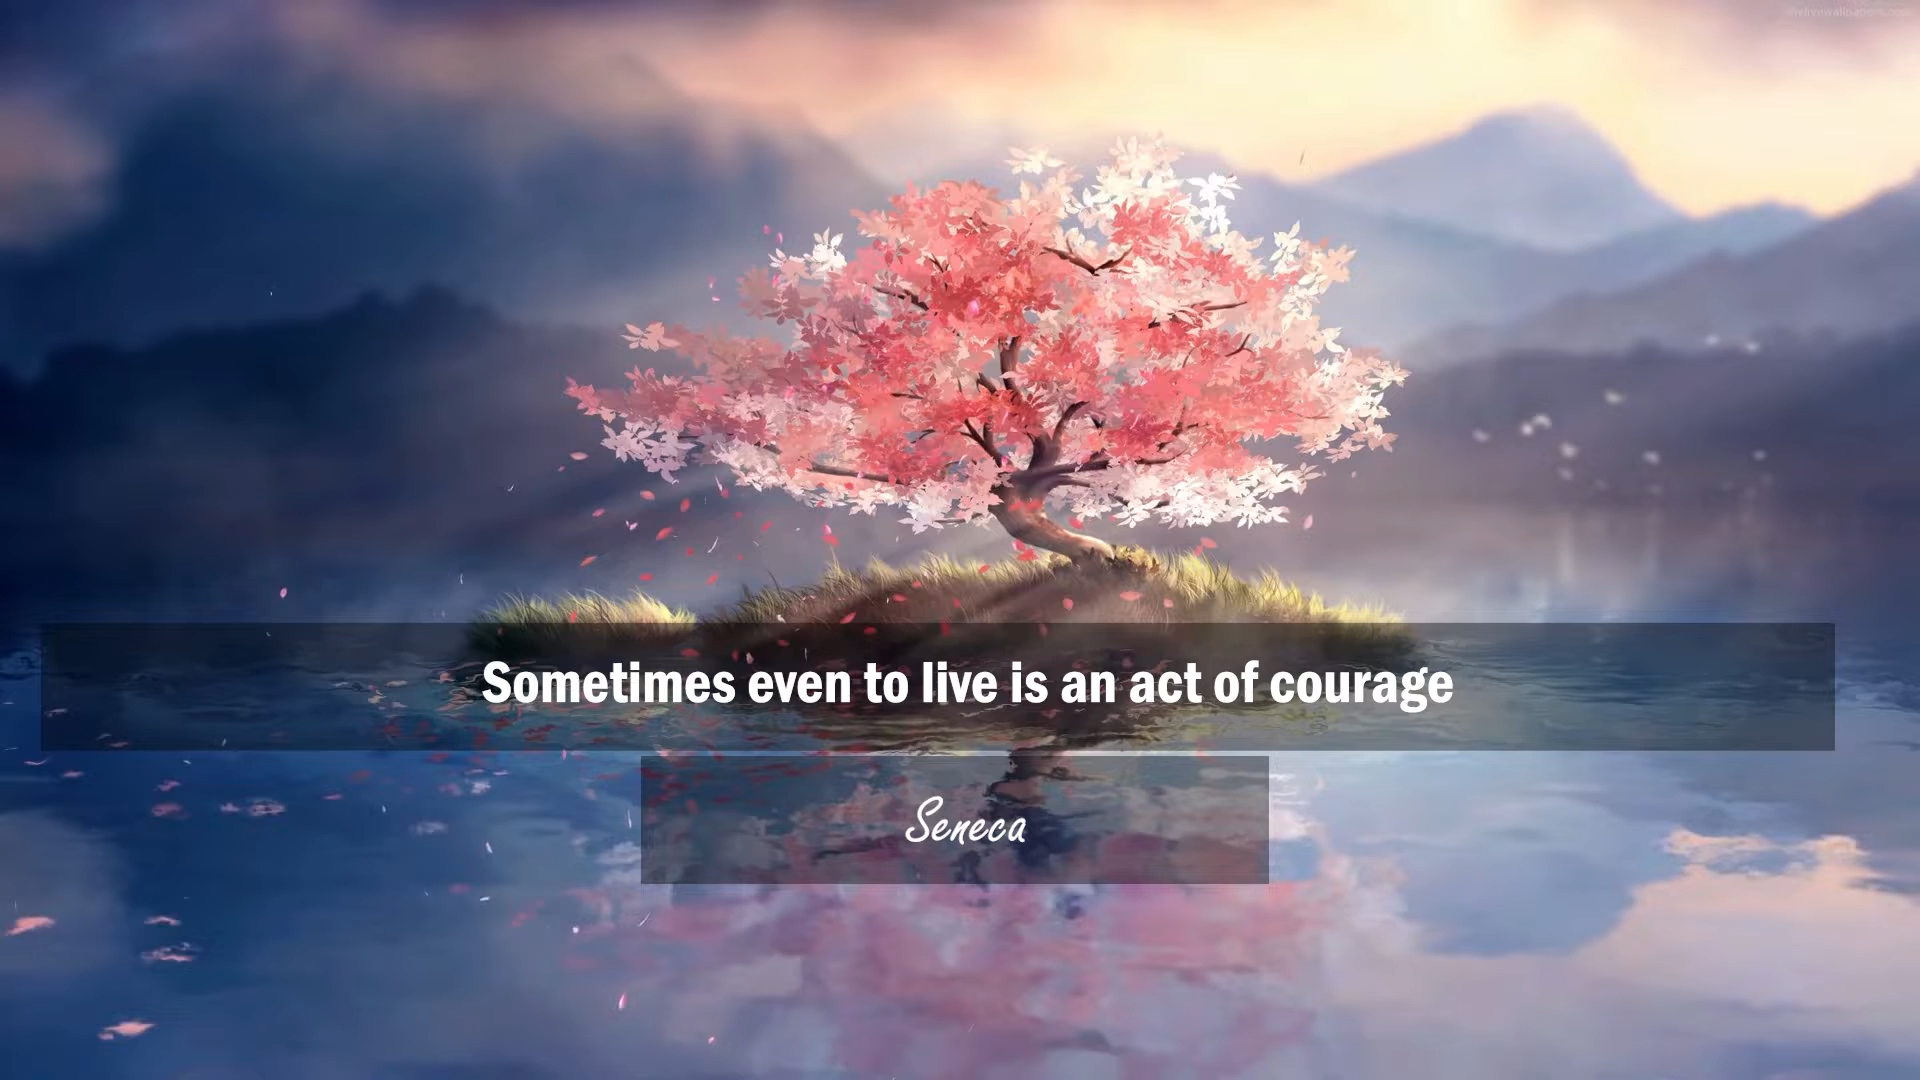 Sometimes even to live is an act of courage
Seneca